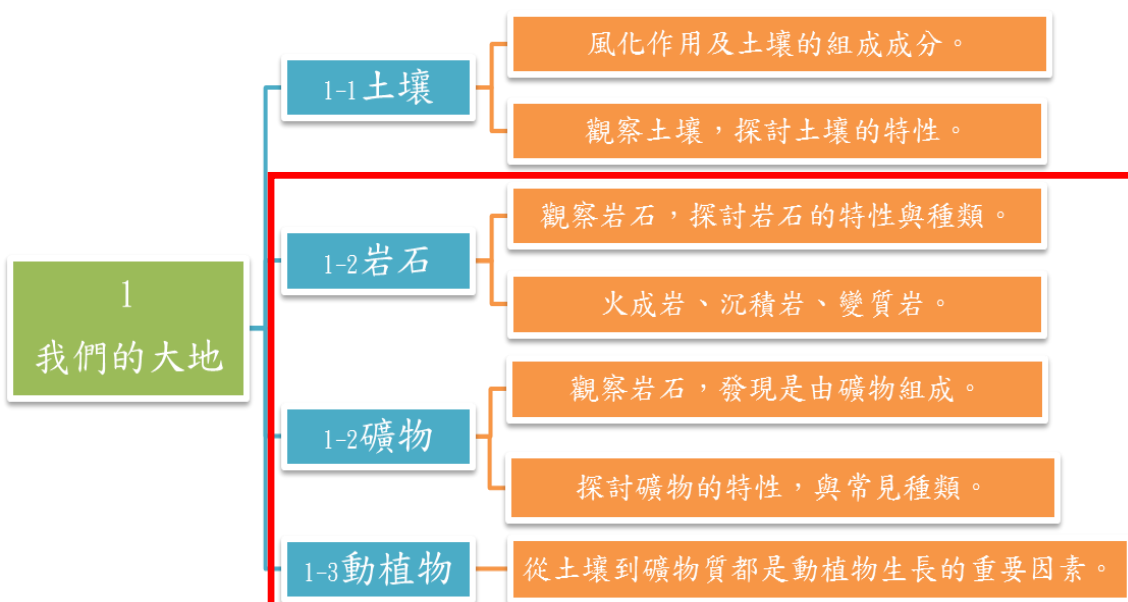 1
我們的大地
1-1土壤
風化作用及土壤的組成成分。
觀察土壤，探討土壤的特性。
1-2岩石
觀察岩石，探討岩石的特性與種類。
火成岩、沉積岩、變質岩。
1-2礦物
觀察岩石，發現是由礦物組成。
探討礦物的特性，與常見種類。
1-3動植物
從土壤到礦物質都是動植物生長的重要因素。